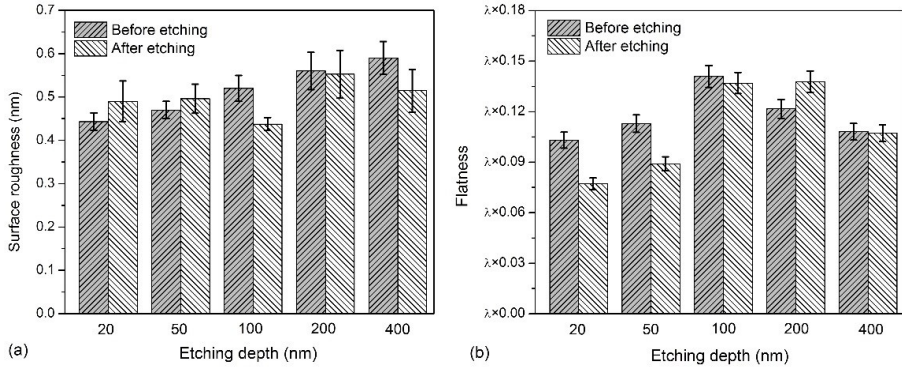 Surface roughness (nm)
0.7
0.6
0.5
0.4
0.3
0.2
0.1
0.0
Before etching
After etching
20 50 100 200 400
(a) Etching depth (nm)
Flatness
λ×0.18
λ×0.15
λ×0.12
λ×0.09
λ×0.06
λ×0.03
λ×0.00
Before etching
After etching
20 50 100 200 400
(b) Etching depth (nm)